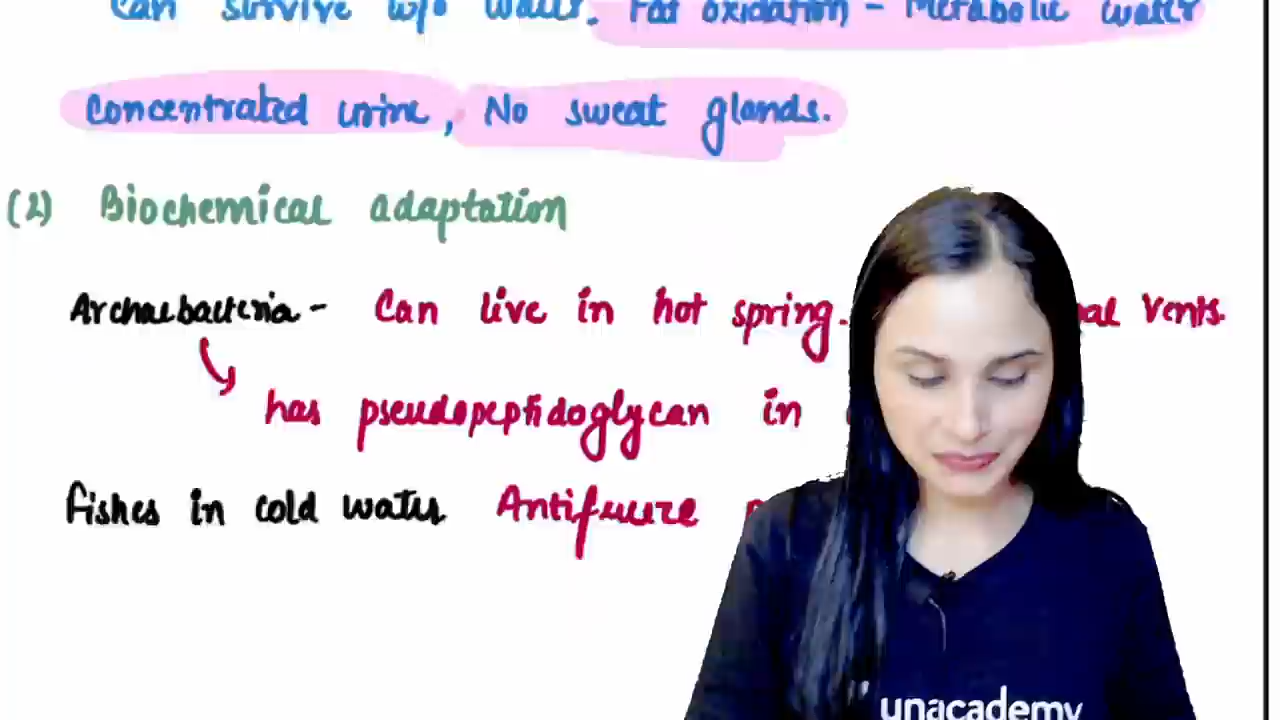 Can survive w/o water. Fat oxidation - Metabolic water
Concentrated urine, No sweat glands.
(2) Biochemical adaptation
Archaebacteria - Can live in hot spring. vents.
has pseudopeptidoglycan in
Fishes in cold water Antifreeze
unacademy